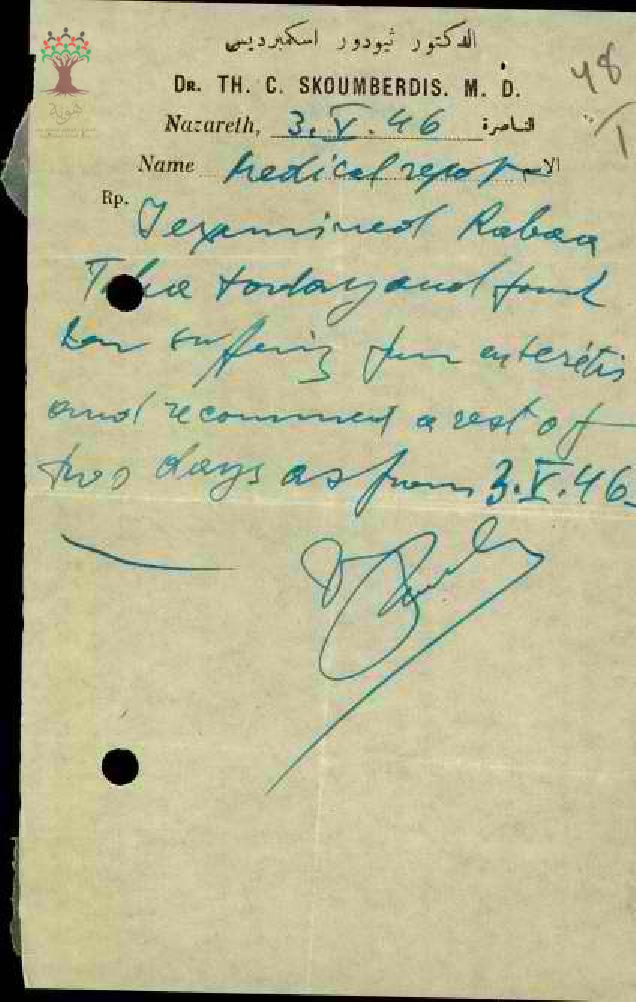 هوية
الدكتور ثيودور اسكمبرديس
DR. TH. C. SKOUMBERDIS. M. D.
48
1
Nazareth, 3.V.46 الناصرة
Name Medical report الاسم
Rp.
I examined Rabaa
Taha today and found
her suffering from enteritis
and recommend a rest of
two days as from 3.V.46